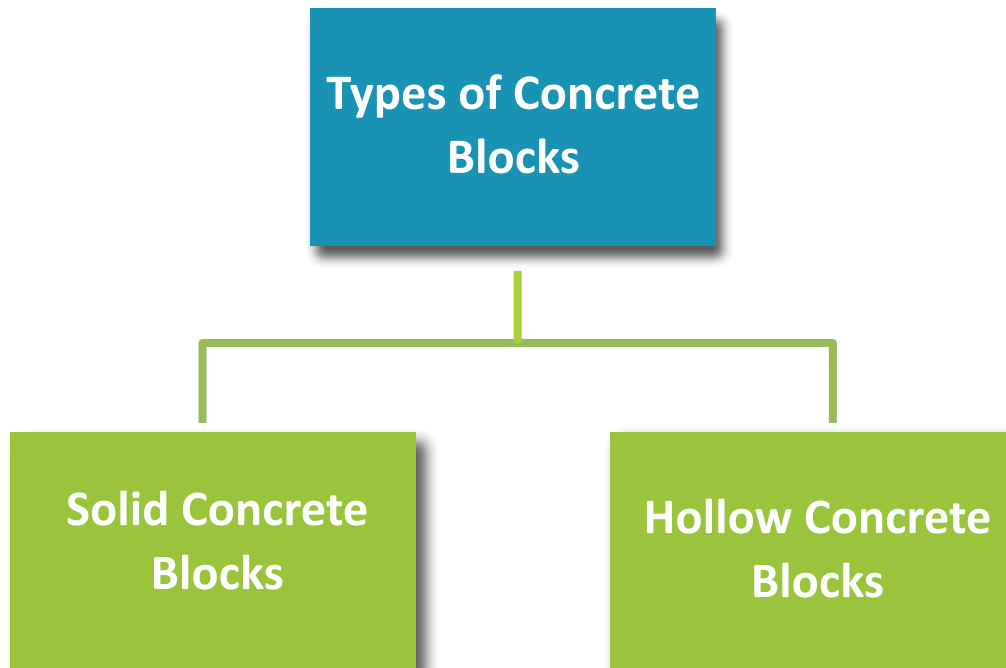 Types of Concrete
Blocks
Solid Concrete
Blocks
Hollow Concrete
Blocks